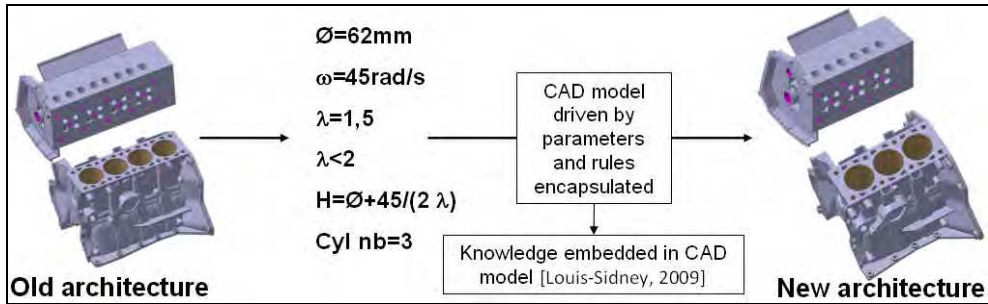 Ø=62mm
ω=45rad/s
λ=1,5
λ<2
H=Ø+45/(2 λ)
Cyl nb=3
CAD model
driven by
parameters
and rules
encapsulated
Knowledge embedded in CAD
model [Louis-Sidney, 2009]
Old architecture
New architecture